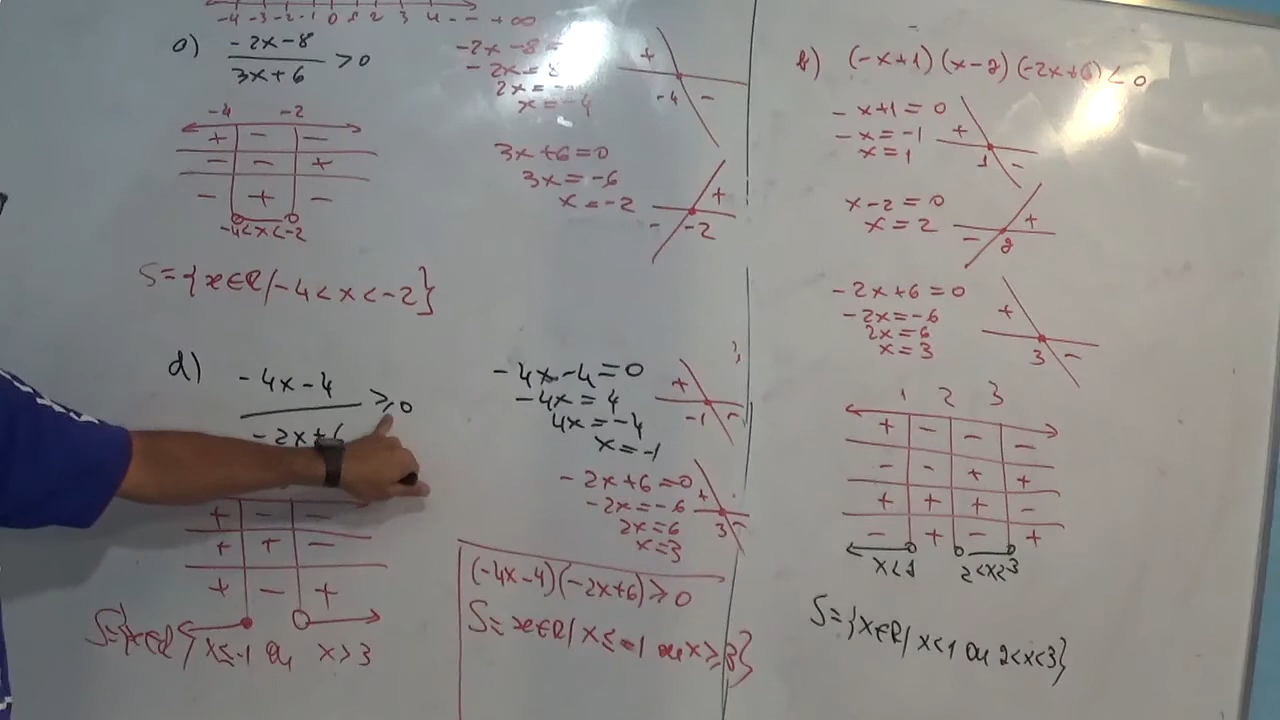 -4 -3 -2 -1 0 1 2 3 4 -- +∞
a) -2x-8
3x+6 >0
-4 -2
+ - -
- - +
- + -
-4<x<-2
S={x∈R/-4<x<-2}
-2x-8=
-2x=8
2x=-
x=-4
+
-4 -
3x+6=0
3x=-6
x=-2
+
- -2
b) (-x+1)(x-2)(-2x+6)<0
-x+1=0
-x=-1
x=1
+
1 -
x-2=0
x=2
+
- 2
-2x+6=0
-2x=-6
2x=6
x=3
+
3 -
1 2 3
+ - - -
- - + +
+ + + -
- + - +
x<1 2<x<3
S={x∈R/x<1 ou 2<x<3}
d) -4x-4
-2x+6 ≥0
+ - -
+ + -
+ - +
S={x∈R/ x≤-1 ou x>3
-4x-4=0
-4x=4
4x=-4
x=-1
+
-1 -
-2x+6=0
-2x=-6
2x=6
x=3
+
3 -
(-4x-4)(-2x+6)≥0
S= x∈R/x≤-1 ou x≥3}